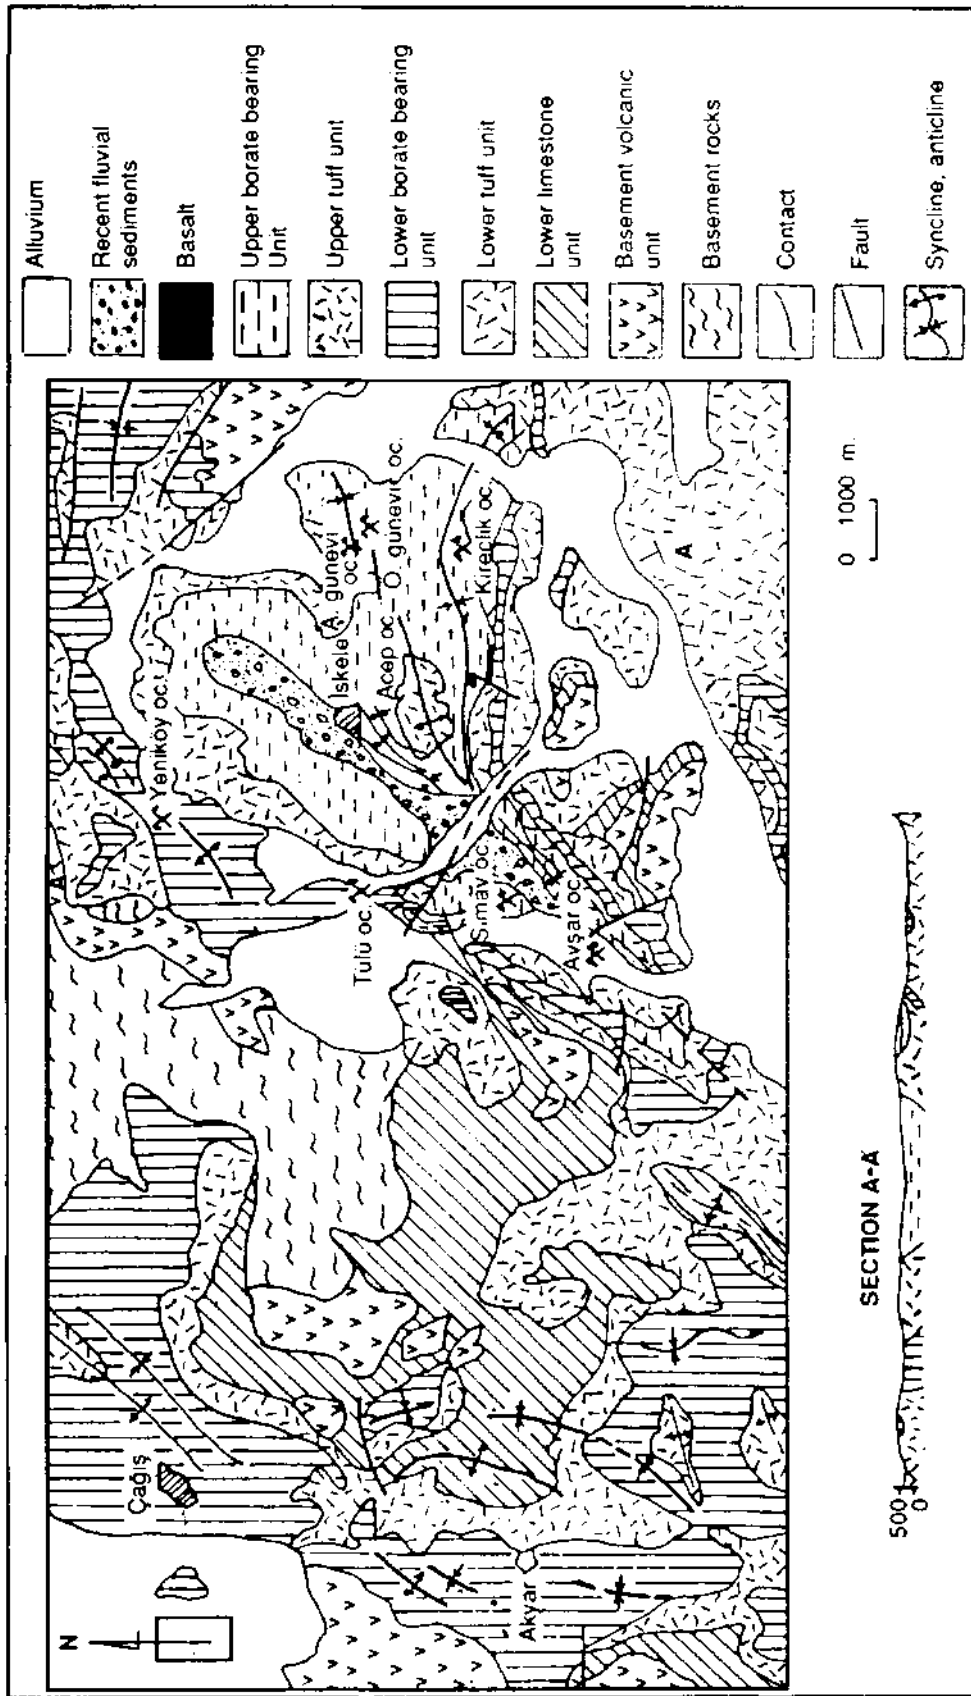 Alluvium
Recent fluvial
sediments
Basalt
Upper borate bearing
Unit
Upper tuff unit
Lower borate bearing
unit
Lower tuff unit
Lower limestone
unit
Basement volcanic
unit
Basement rocks
Contact
Fault
Syncline, anticline
N
Çağış
Akyar
Yeniköy oc.
Tülü oc.
Simav oc.
Avşar oc.
İskele
Acep oc.
A
A
günevi
oc.
Ö günevi oc.
Kireçlik oc.
A
0 1000 m.
SECTION A-A
500
0